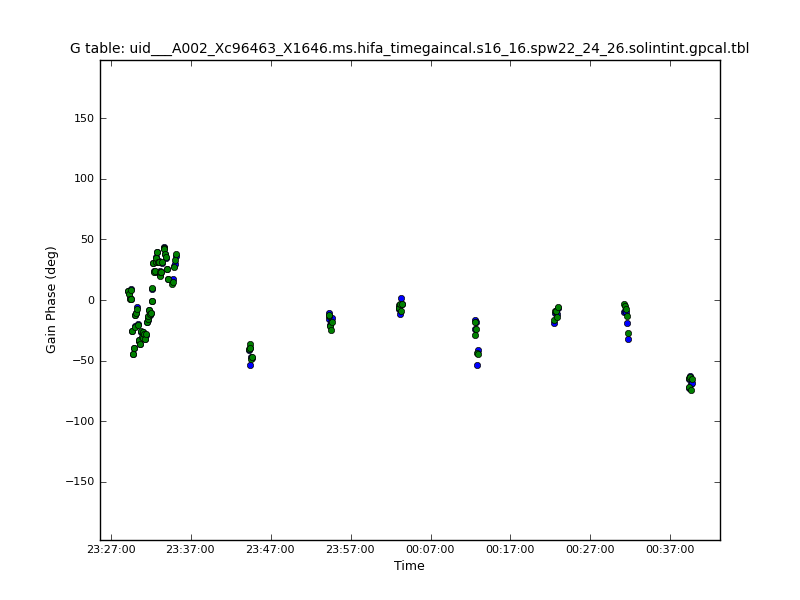 G table: uid___A002_Xc96463_X1646.ms.hifa_timegaincal.s16_16.spw22_24_26.solintint.gpcal.tbl
150
100
50
0
−50
−100
−150
Gain Phase (deg)
23:27:00 23:37:00 23:47:00 23:57:00 00:07:00 00:17:00 00:27:00 00:37:00
Time